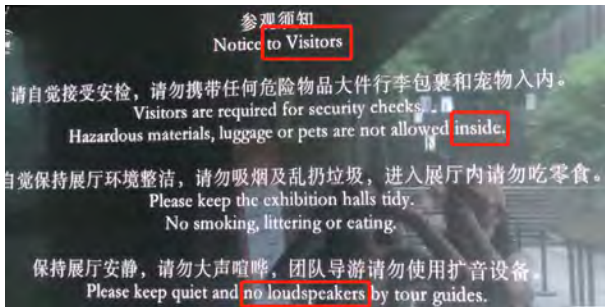 参观须知
Notice to Visitors
请自觉接受安检，请勿携带任何危险物品大件行李包裹和宠物入内。
Visitors are required for security checks.
Hazardous materials, luggage or pets are not allowed inside.
自觉保持展厅环境整洁，请勿吸烟及乱扔垃圾，进入展厅内请勿吃零食。
Please keep the exhibition halls tidy.
No smoking, littering or eating.
保持展厅安静，请勿大声喧哗，团队导游请勿使用扩音设备。
Please keep quiet and no loudspeakers by tour guides.